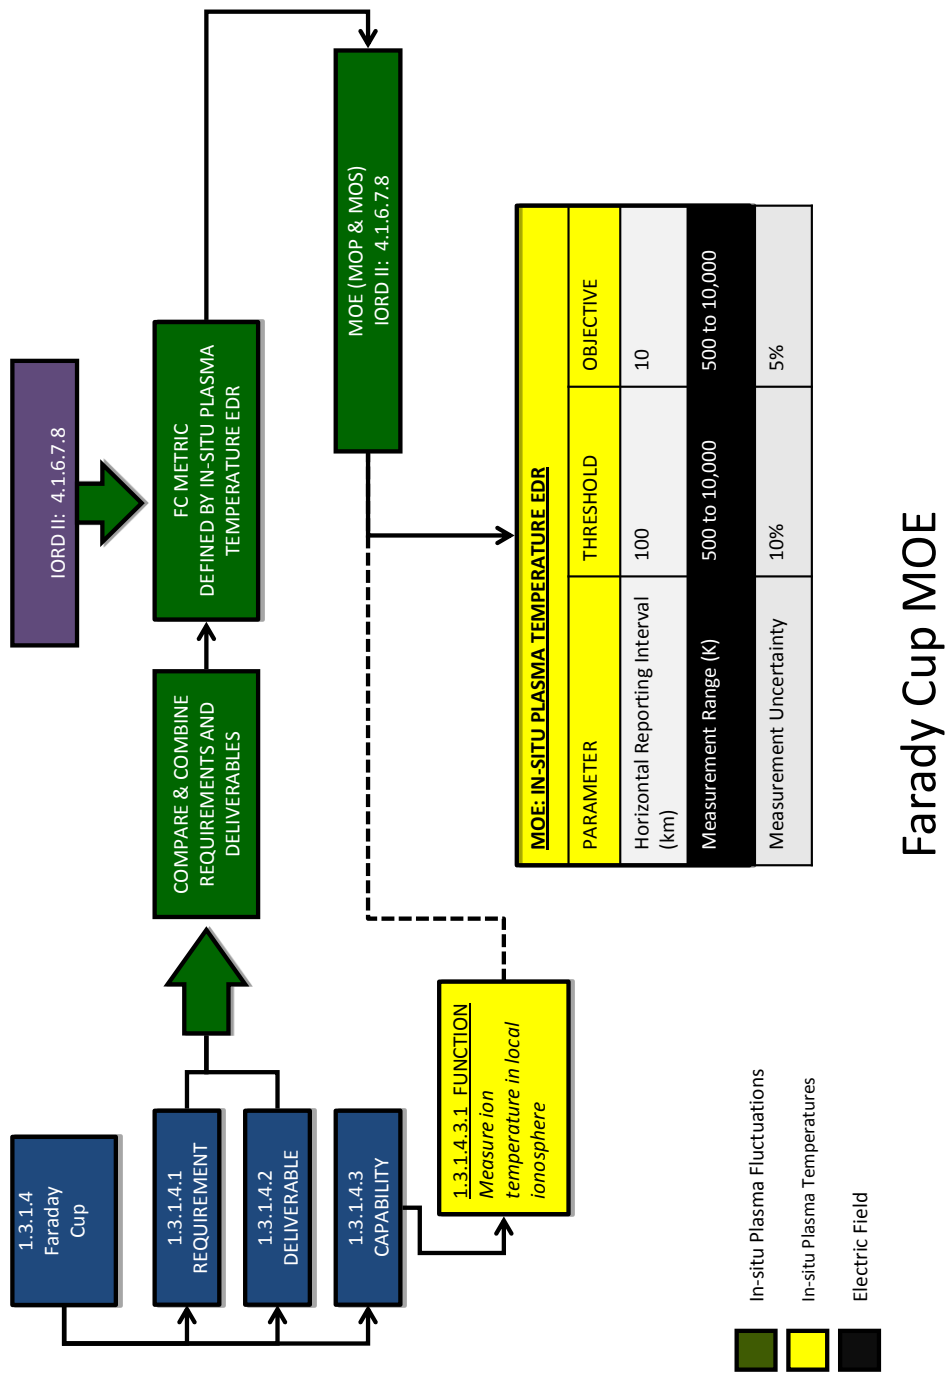 1.3.1.4
Faraday
Cup
1.3.1.4.1
REQUIREMENT
1.3.1.4.2
DELIVERABLE
1.3.1.4.3
CAPABILITY
1.3.1.4.3.1 FUNCTION
Measure ion
temperature in local
ionosphere
COMPARE & COMBINE
REQUIREMENTS AND
DELIVERABLES
IORD II: 4.1.6.7.8
FC METRIC
DEFINED BY IN-SITU PLASMA
TEMPERATURE EDR
MOE (MOP & MOS)
IORD II: 4.1.6.7.8
MOE: IN-SITU PLASMA TEMPERATURE EDR
PARAMETER THRESHOLD OBJECTIVE
Horizontal Reporting Interval 100 10
(km)
Measurement Range (K) 500 to 10,000 500 to 10,000
Measurement Uncertainty 10% 5%
In-situ Plasma Fluctuations
In-situ Plasma Temperatures
Electric Field
Farady Cup MOE